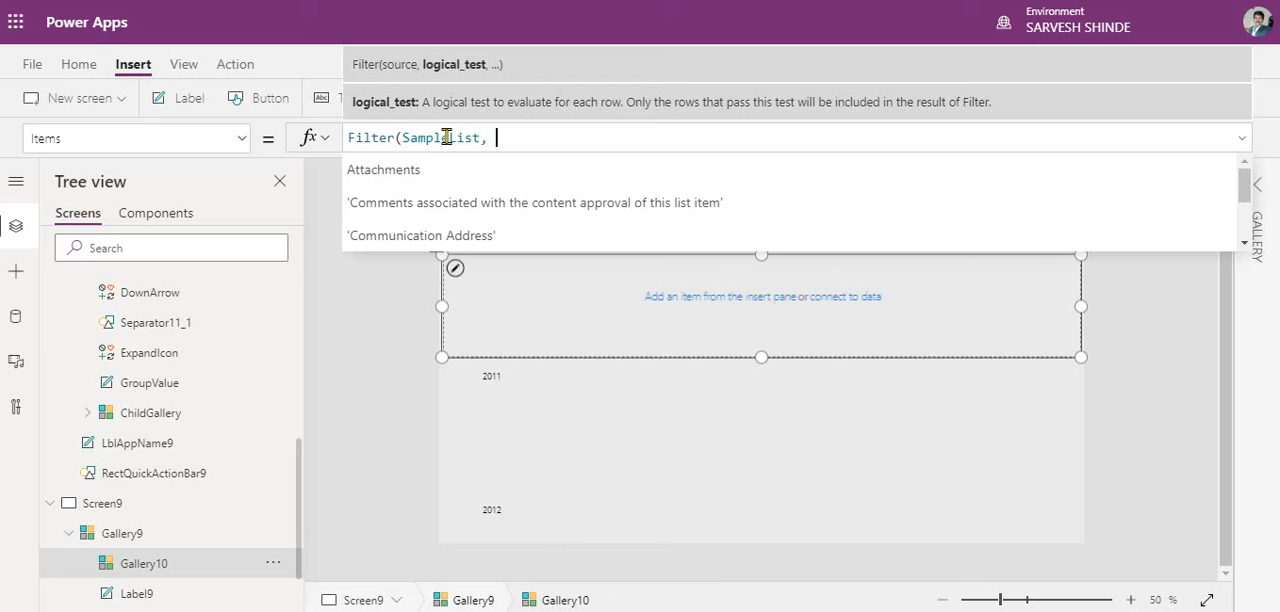 Environment
Power Apps
SARVESH SHINDE
File Home Insert View Action
Filter(source, logical_test, ...)
New screen Label Button Abc T
logical_test: A logical test to evaluate for each row. Only the rows that pass this test will be included in the result of Filter.
Items = fx Filter(SampleList,
Attachments
'Comments associated with the content approval of this list item'
'Communication Address'
Tree view
Screens Components
Search
DownArrow
Separator11_1
ExpandIcon
GroupValue
ChildGallery
LblAppName9
RectQuickActionBar9
Screen9
Gallery9
Gallery10 ...
Label9
Add an item from the insert pane or connect to data
2011
2012
GALLERY
Screen9 Gallery9 Gallery10 50 %